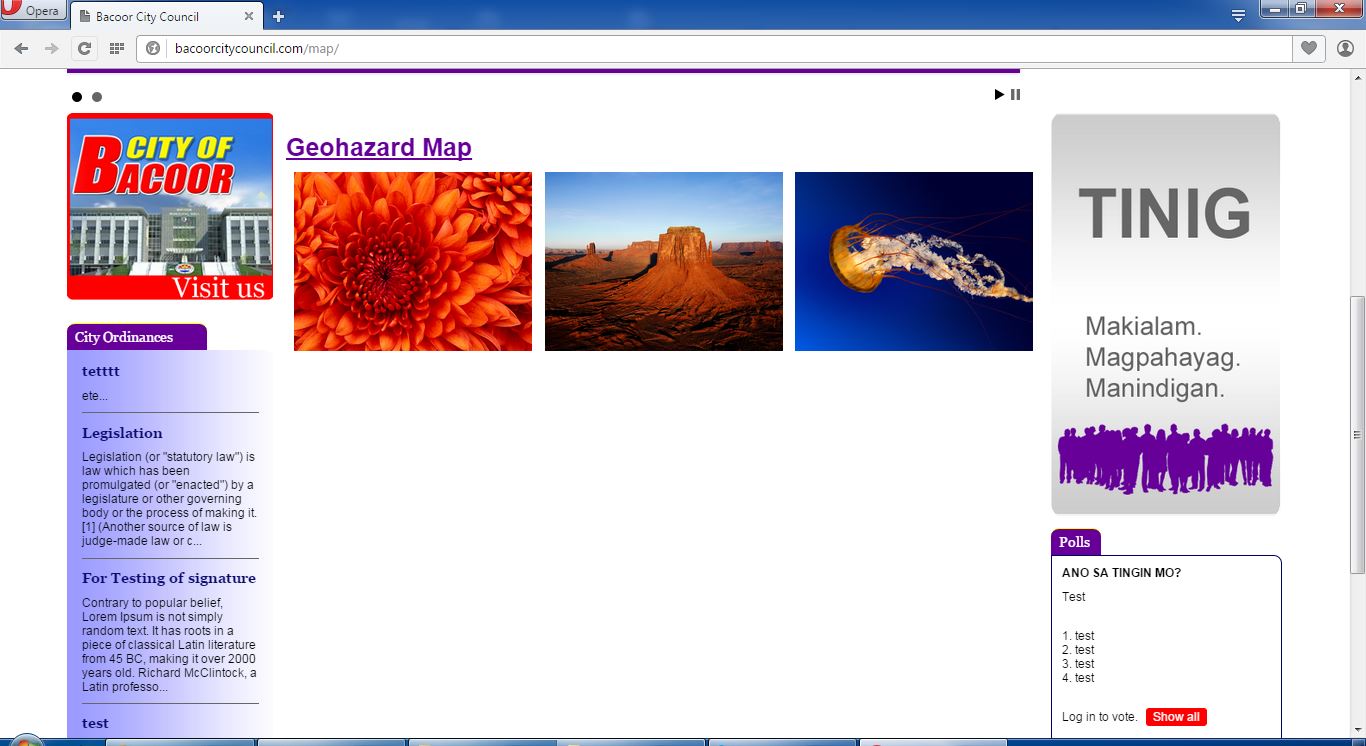 Opera
Bacoor City Council
bacoorcitycouncil.com/map/
CITY OF
BACOOR
Visit us
City Ordinances
tetttt
ete...
Legislation
Legislation (or "statutory law") is
law which has been
promulgated (or "enacted") by a
legislature or other governing
body or the process of making it.
[1] (Another source of law is
judge-made law or c...
For Testing of signature
Contrary to popular belief,
Lorem Ipsum is not simply
random text. It has roots in a
piece of classical Latin literature
from 45 BC, making it over 2000
years old. Richard McClintock, a
Latin professo...
test
Geohazard Map
TINIG
Makialam.
Magpahayag.
Manindigan.
Polls
ANO SA TINGIN MO?
Test
1. test
2. test
3. test
4. test
Log in to vote. Show all